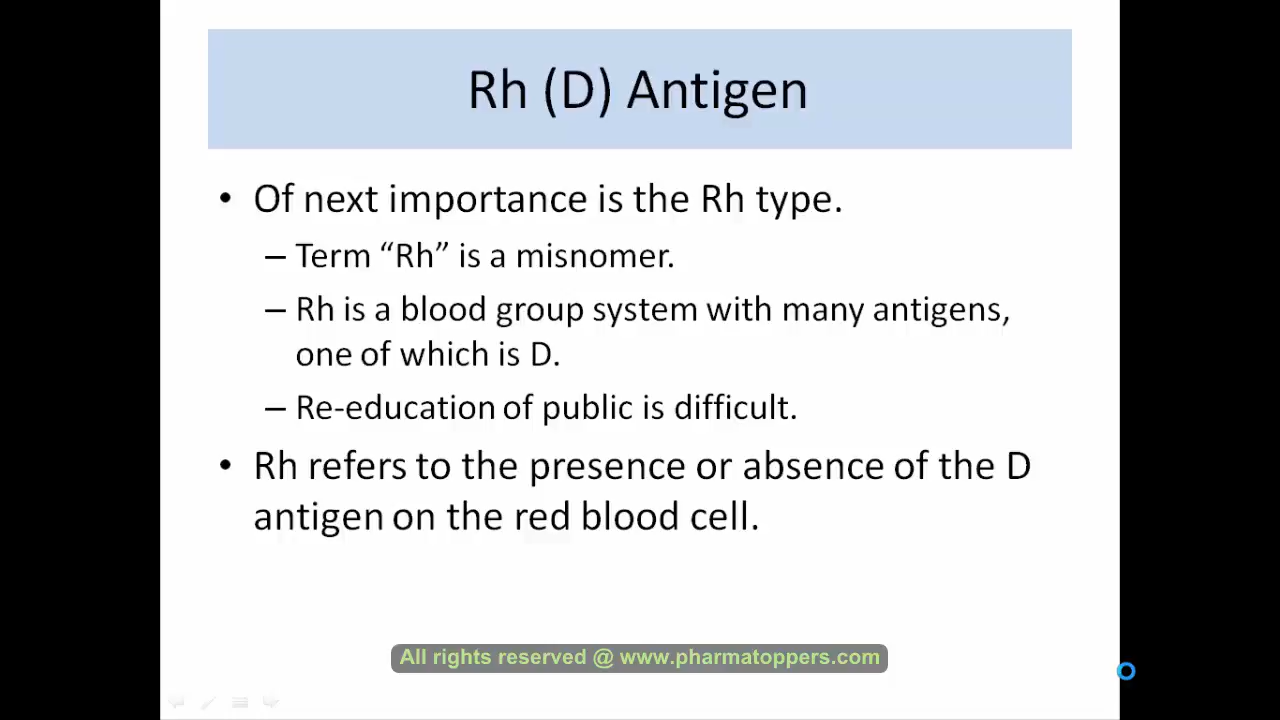 Rh (D) Antigen
• Of next importance is the Rh type.
– Term “Rh” is a misnomer.
– Rh is a blood group system with many antigens,
one of which is D.
– Re-education of public is difficult.
• Rh refers to the presence or absence of the D
antigen on the red blood cell.
All rights reserved @ www.pharmatoppers.com